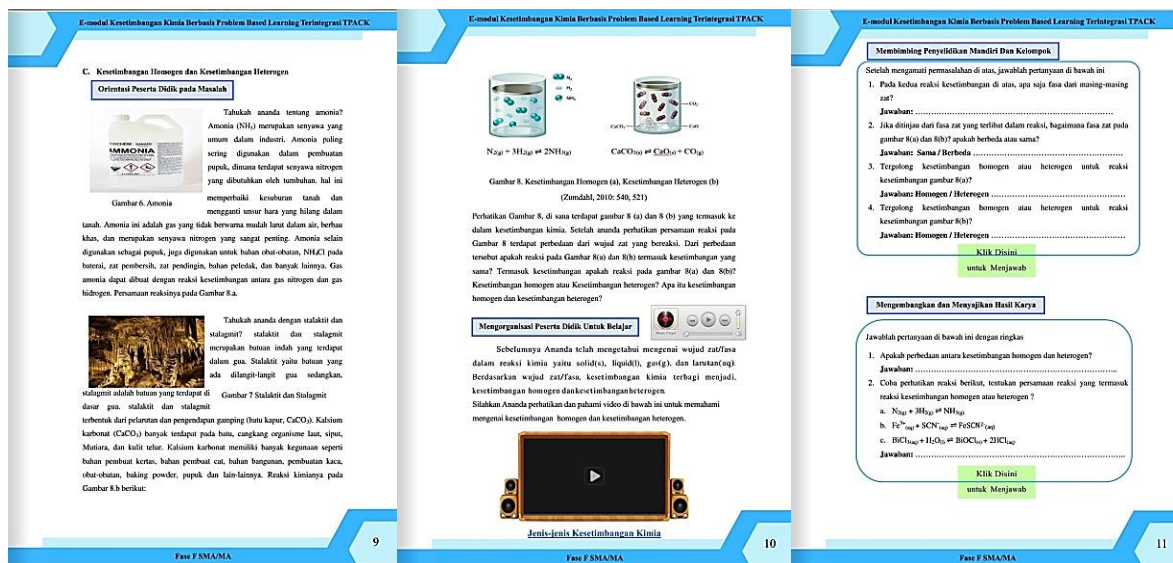 E-modul Kesetimbangan Kimia Berbasis Problem Based Learning Terintegrasi TPACK
C. Kesetimbangan Homogen dan Kesetimbangan Heterogen
Orientasi Peserta Didik pada Masalah
AMMONIA
Gambar 6. Amonia
Tahukah ananda tentang amonia?
Amonia (NH₃) merupakan senyawa yang
umum dalam industri. Amonia paling
sering digunakan dalam pembuatan
pupuk, dimana terdapat senyawa nitrogen
yang dibutuhkan oleh tumbuhan. hal ini
memperbaiki kesuburan tanah dan
mengganti unsur hara yang hilang dalam
tanah. Amonia ini adalah gas yang tidak berwarna mudah larut dalam air, berbau
khas, dan merupakan senyawa nitrogen yang sangat penting. Amonia selain
digunakan sebagai pupuk, juga digunakan untuk bahan obat-obatan, NH₄Cl pada
baterai, zat pembersih, zat pendingin, bahan peledak, dan banyak lainnya. Gas
amonia dapat dibuat dengan reaksi kesetimbangan antara gas nitrogen dan gas
hidrogen. Persamaan reaksinya pada Gambar 8.a.
Tahukah ananda dengan stalaktit dan
stalagmit? stalaktit dan stalagmit
merupakan batuan indah yang terdapat
dalam gua. Stalaktit yaitu batuan yang
ada dilangit-langit gua sedangkan,
stalagmit adalah batuan yang terdapat di
Gambar 7 Stalaktit dan Stalagmit
dasar gua. stalaktit dan stalagmit
terbentuk dari pelarutan dan pengendapan gamping (batu kapur, CaCO₃). Kalsium
karbonat (CaCO₃) banyak terdapat pada batu, cangkang organisme laut, siput,
Mutiara, dan kulit telur. Kalsium karbonat memiliki banyak kegunaan seperti
bahan pembuat kertas, bahan pembuat cat, bahan bangunan, pembuatan kaca,
obat-obatan, baking powder, pupuk dan lain-lainnya. Reaksi kimianya pada
Gambar 8.b berikut:
9
Fase F SMA/MA
E-modul Kesetimbangan Kimia Berbasis Problem Based Learning Terintegrasi TPACK
N₂
H₂
NH₃
CO₂
CaCO₃
CaO
N₂(g) + 3H₂(g) ⇌ 2NH₃(g)
CaCO₃(s) ⇌ CaO(s) + CO(g)
Gambar 8. Kesetimbangan Homogen (a), Kesetimbangan Heterogen (b)
(Zumdahl, 2010: 540, 521)
Perhatikan Gambar 8, di sana terdapat gambar 8 (a) dan 8 (b) yang termasuk ke
dalam kesetimbangan kimia. Setelah ananda perhatikan persamaan reaksi pada
Gambar 8 terdapat perbedaan dari wujud zat yang bereaksi. Dari perbedaan
tersebut apakah reaksi pada Gambar 8(a) dan 8(b) termasuk kesetimbangan yang
sama? Termasuk kesetimbangan apakah reaksi pada gambar 8(a) dan 8(b)?
Kesetimbangan homogen atau Kesetimbangan heterogen? Apa itu kesetimbangan
homogen dan kesetimbangan heterogen?
Mengorganisasi Peserta Didik Untuk Belajar
Sebelumnya Ananda telah mengetahui mengenai wujud zat/fasa
dalam reaksi kimia yaitu solid(s), liquid(l), gas(g), dan larutan(aq).
Berdasarkan wujud zat/fasa, kesetimbangan kimia terbagi menjadi,
kesetimbangan homogen dan kesetimbangan heterogen.
Silahkan Ananda perhatikan dan pahami video di bawah ini untuk memahami
mengenai kesetimbangan homogen dan kesetimbangan heterogen.
Jenis-jenis Kesetimbangan Kimia
10
Fase F SMA/MA
E-modul Kesetimbangan Kimia Berbasis Problem Based Learning Terintegrasi TPACK
Membimbing Penyelidikan Mandiri Dan Kelompok
Setelah mengamati permasalahan di atas, jawablah pertanyaan di bawah ini
1. Pada kedua reaksi kesetimbangan di atas, apa saja fasa dari masing-masing
zat?
Jawaban: ……………………………………………………
2. Jika ditinjau dari fasa zat yang terlibat dalam reaksi, bagaimana fasa zat pada
gambar 8(a) dan 8(b)? apakah berbeda atau sama?
Jawaban: Sama / Berbeda ……………………………………
3. Tergolong kesetimbangan homogen atau heterogen untuk reaksi
kesetimbangan gambar 8(a)?
Jawaban: Homogen / Heterogen ………………………………
4. Tergolong kesetimbangan homogen atau heterogen untuk reaksi
kesetimbangan gambar 8(b)?
Jawaban: Homogen / Heterogen ………………………………
Klik Disini
untuk Menjawab
Mengembangkan dan Menyajikan Hasil Karya
Jawablah pertanyaan di bawah ini dengan ringkas
1. Apakah perbedaan antara kesetimbangan homogen dan heterogen?
Jawaban: ……………………………………………………
2. Coba perhatikan reaksi berikut, tentukan persamaan reaksi yang termasuk
reaksi kesetimbangan homogen atau heterogen ?
a. N₂(g) + 3H₂(g) ⇌ NH₃(g)
b. Fe³⁺(aq) + SCN⁻(aq) ⇌ FeSCN²⁻(aq)
c. BiCl₃(aq) + H₂O(l) ⇌ BiOCl(s) + 2HCl(aq)
Jawaban: ……………………………………………………
Klik Disini
untuk Menjawab
11
Fase F SMA/MA